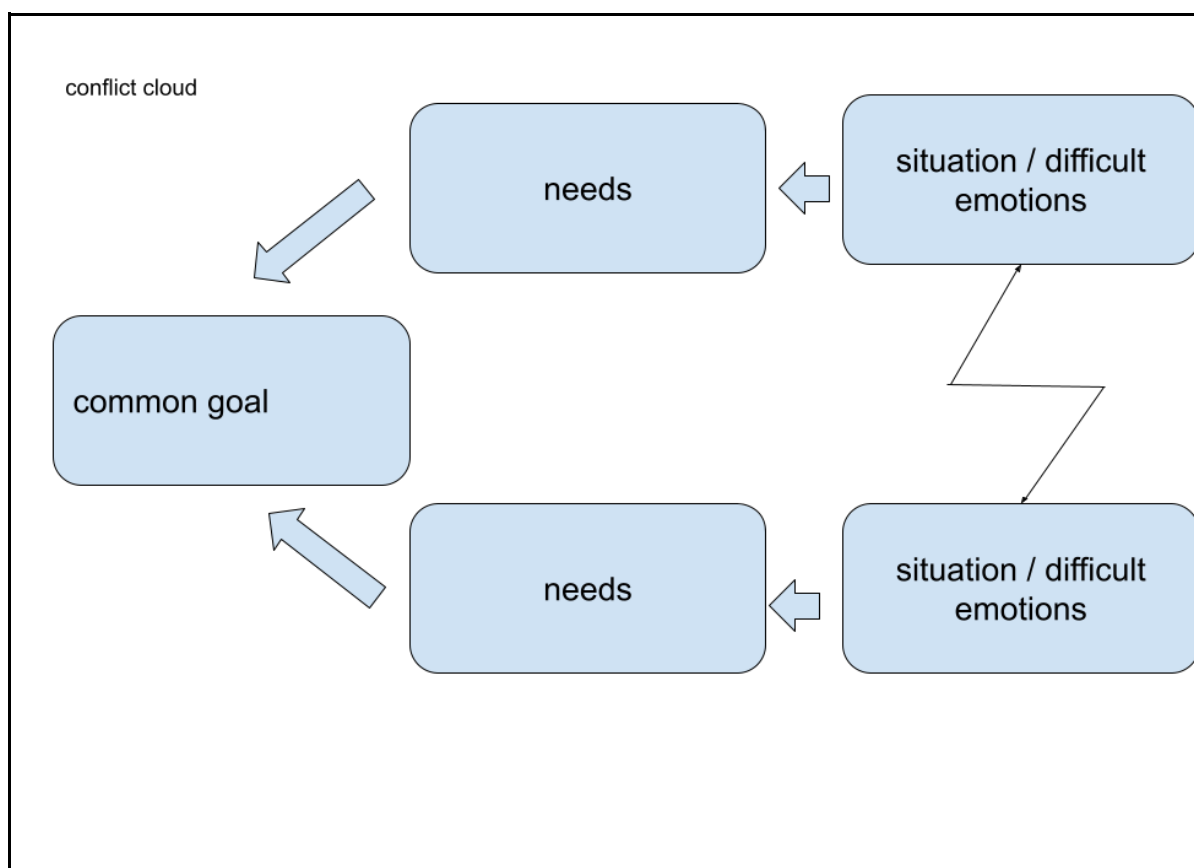 conflict cloud
needs
situation / difficult
emotions
common goal
needs
situation / difficult
emotions